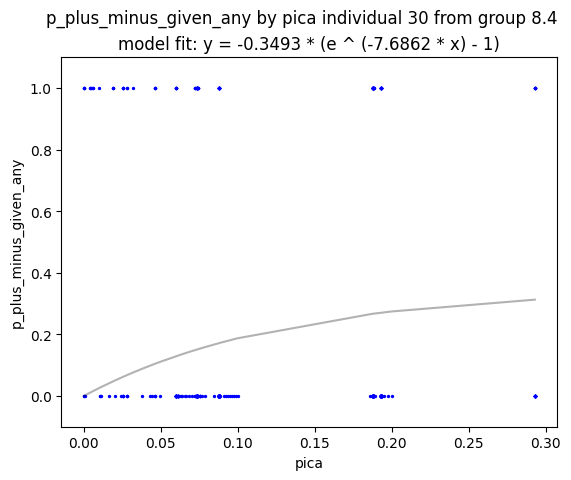 p_plus_minus_given_any by pica individual 30 from group 8.4
model fit: y = -0.3493 * (e ^ (-7.6862 * x) - 1)
1.0
0.8
0.6
0.4
0.2
0.0
p_plus_minus_given_any
0.00 0.05 0.10 0.15 0.20 0.25 0.30
pica